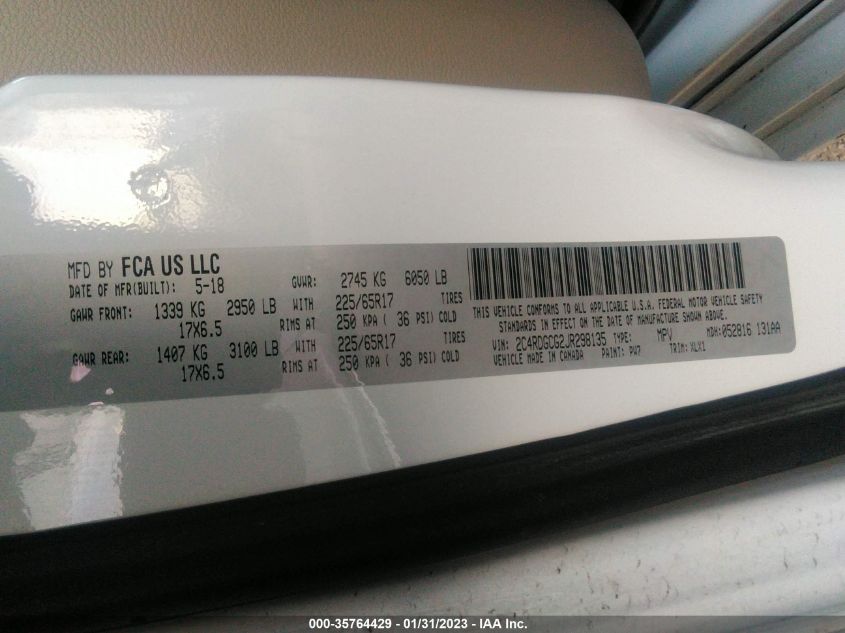 MFD BY FCA US LLC
DATE OF MFR(BUILT): 5-18 GVWR: 2745 KG 6050 LB
GAWR FRONT: 1339 KG 2950 LB WITH 225/65R17 TIRES
17X6.5 RIMS AT 250 KPA ( 36 PSI) COLD
GAWR REAR: 1407 KG 3100 LB WITH 225/65R17 TIRES
17X6.5 RIMS AT 250 KPA ( 36 PSI) COLD
THIS VEHICLE CONFORMS TO ALL APPLICABLE U.S.A. FEDERAL MOTOR VEHICLE SAFETY
STANDARDS IN EFFECT ON THE DATE OF MANUFACTURE SHOWN ABOVE.
VIN: 2C4RDGCG2JR298135 TYPE: MPV MDH: 052816 131AA
VEHICLE MADE IN CANADA PAINT: PW7 TRIM: XLX1
000-35764429 - 01/31/2023 - IAA Inc.